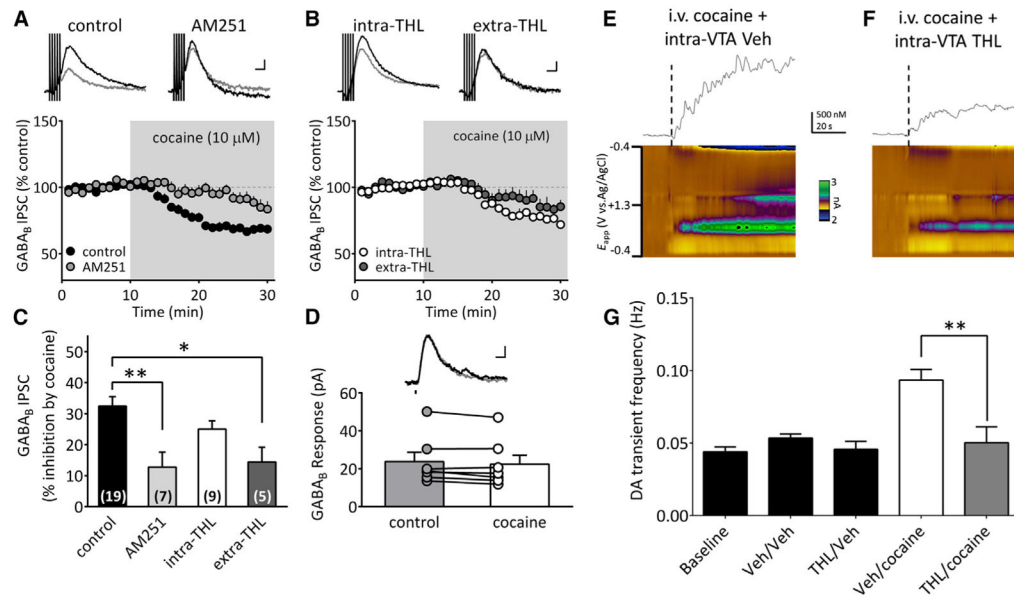 A
control
AM251
GABA_B IPSC (% control)
150
100
50
cocaine (10 μM)
control
AM251
0
10
20
30
Time (min)
B
intra-THL
extra-THL
GABA_B IPSC (% control)
150
100
50
cocaine (10 μM)
intra-THL
extra-THL
0
10
20
30
Time (min)
C
GABA_B IPSC
(% inhibition by cocaine)
50
40
30
20
10
0
*
**
(19)
(7)
(9)
(5)
control
AM251
intra-THL
extra-THL
D
GABA_B Response (pA)
60
40
20
0
control
cocaine
E
i.v. cocaine +
intra-VTA Veh
500 nM
20 s
E_app (V vs.Ag/AgCl)
-0.4
+1.3
-0.4
3
nA
2
F
i.v. cocaine +
intra-VTA THL
G
DA transient frequency (Hz)
0.15
0.10
0.05
0.00
**
Baseline
Veh/Veh
THL/Veh
Veh/cocaine
THL/cocaine